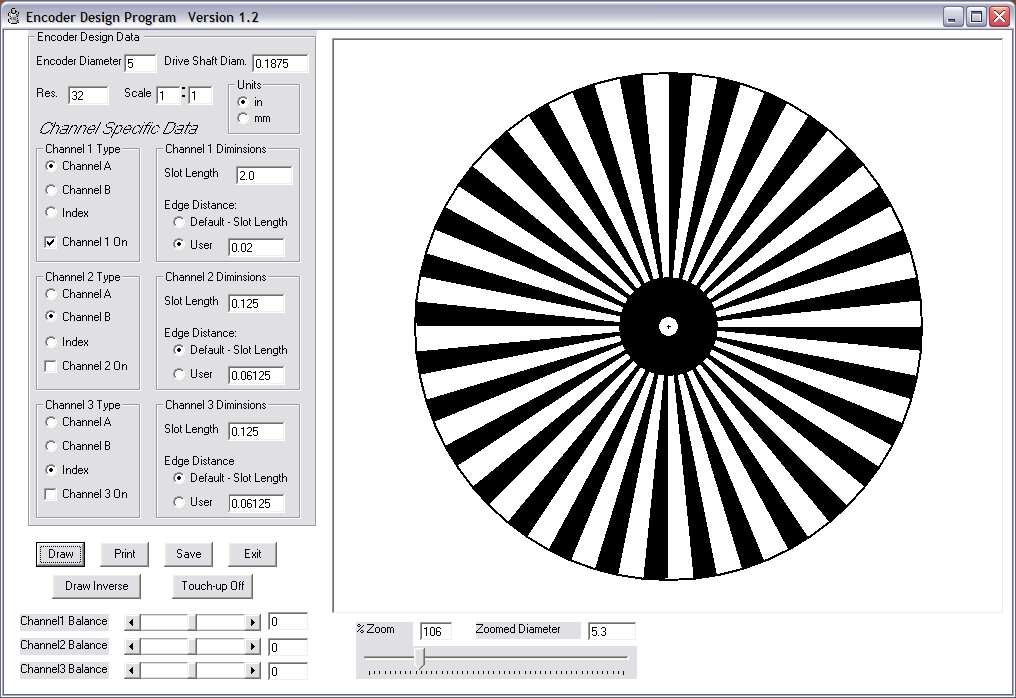 Encoder Design Program Version 1.2
Encoder Design Data
Encoder Diameter 5 Drive Shaft Diam. 0.1875
Res. 32 Scale 1 : 1
Units
in
mm
Channel Specific Data
Channel 1 Type
Channel A
Channel B
Index
Channel 1 On
Channel 1 Diminsions
Slot Length 2.0
Edge Distance:
Default - Slot Length
User 0.02
Channel 2 Type
Channel A
Channel B
Index
Channel 2 On
Channel 2 Diminsions
Slot Length 0.125
Edge Distance:
Default - Slot Length
User 0.06125
Channel 3 Type
Channel A
Channel B
Index
Channel 3 On
Channel 3 Diminsions
Slot Length 0.125
Edge Distance
Default - Slot Length
User 0.06125
Draw Print Save Exit
Draw Inverse Touch-up Off
Channel1 Balance 0
Channel2 Balance 0
Channel3 Balance 0
% Zoom 106 Zoomed Diameter 5.3